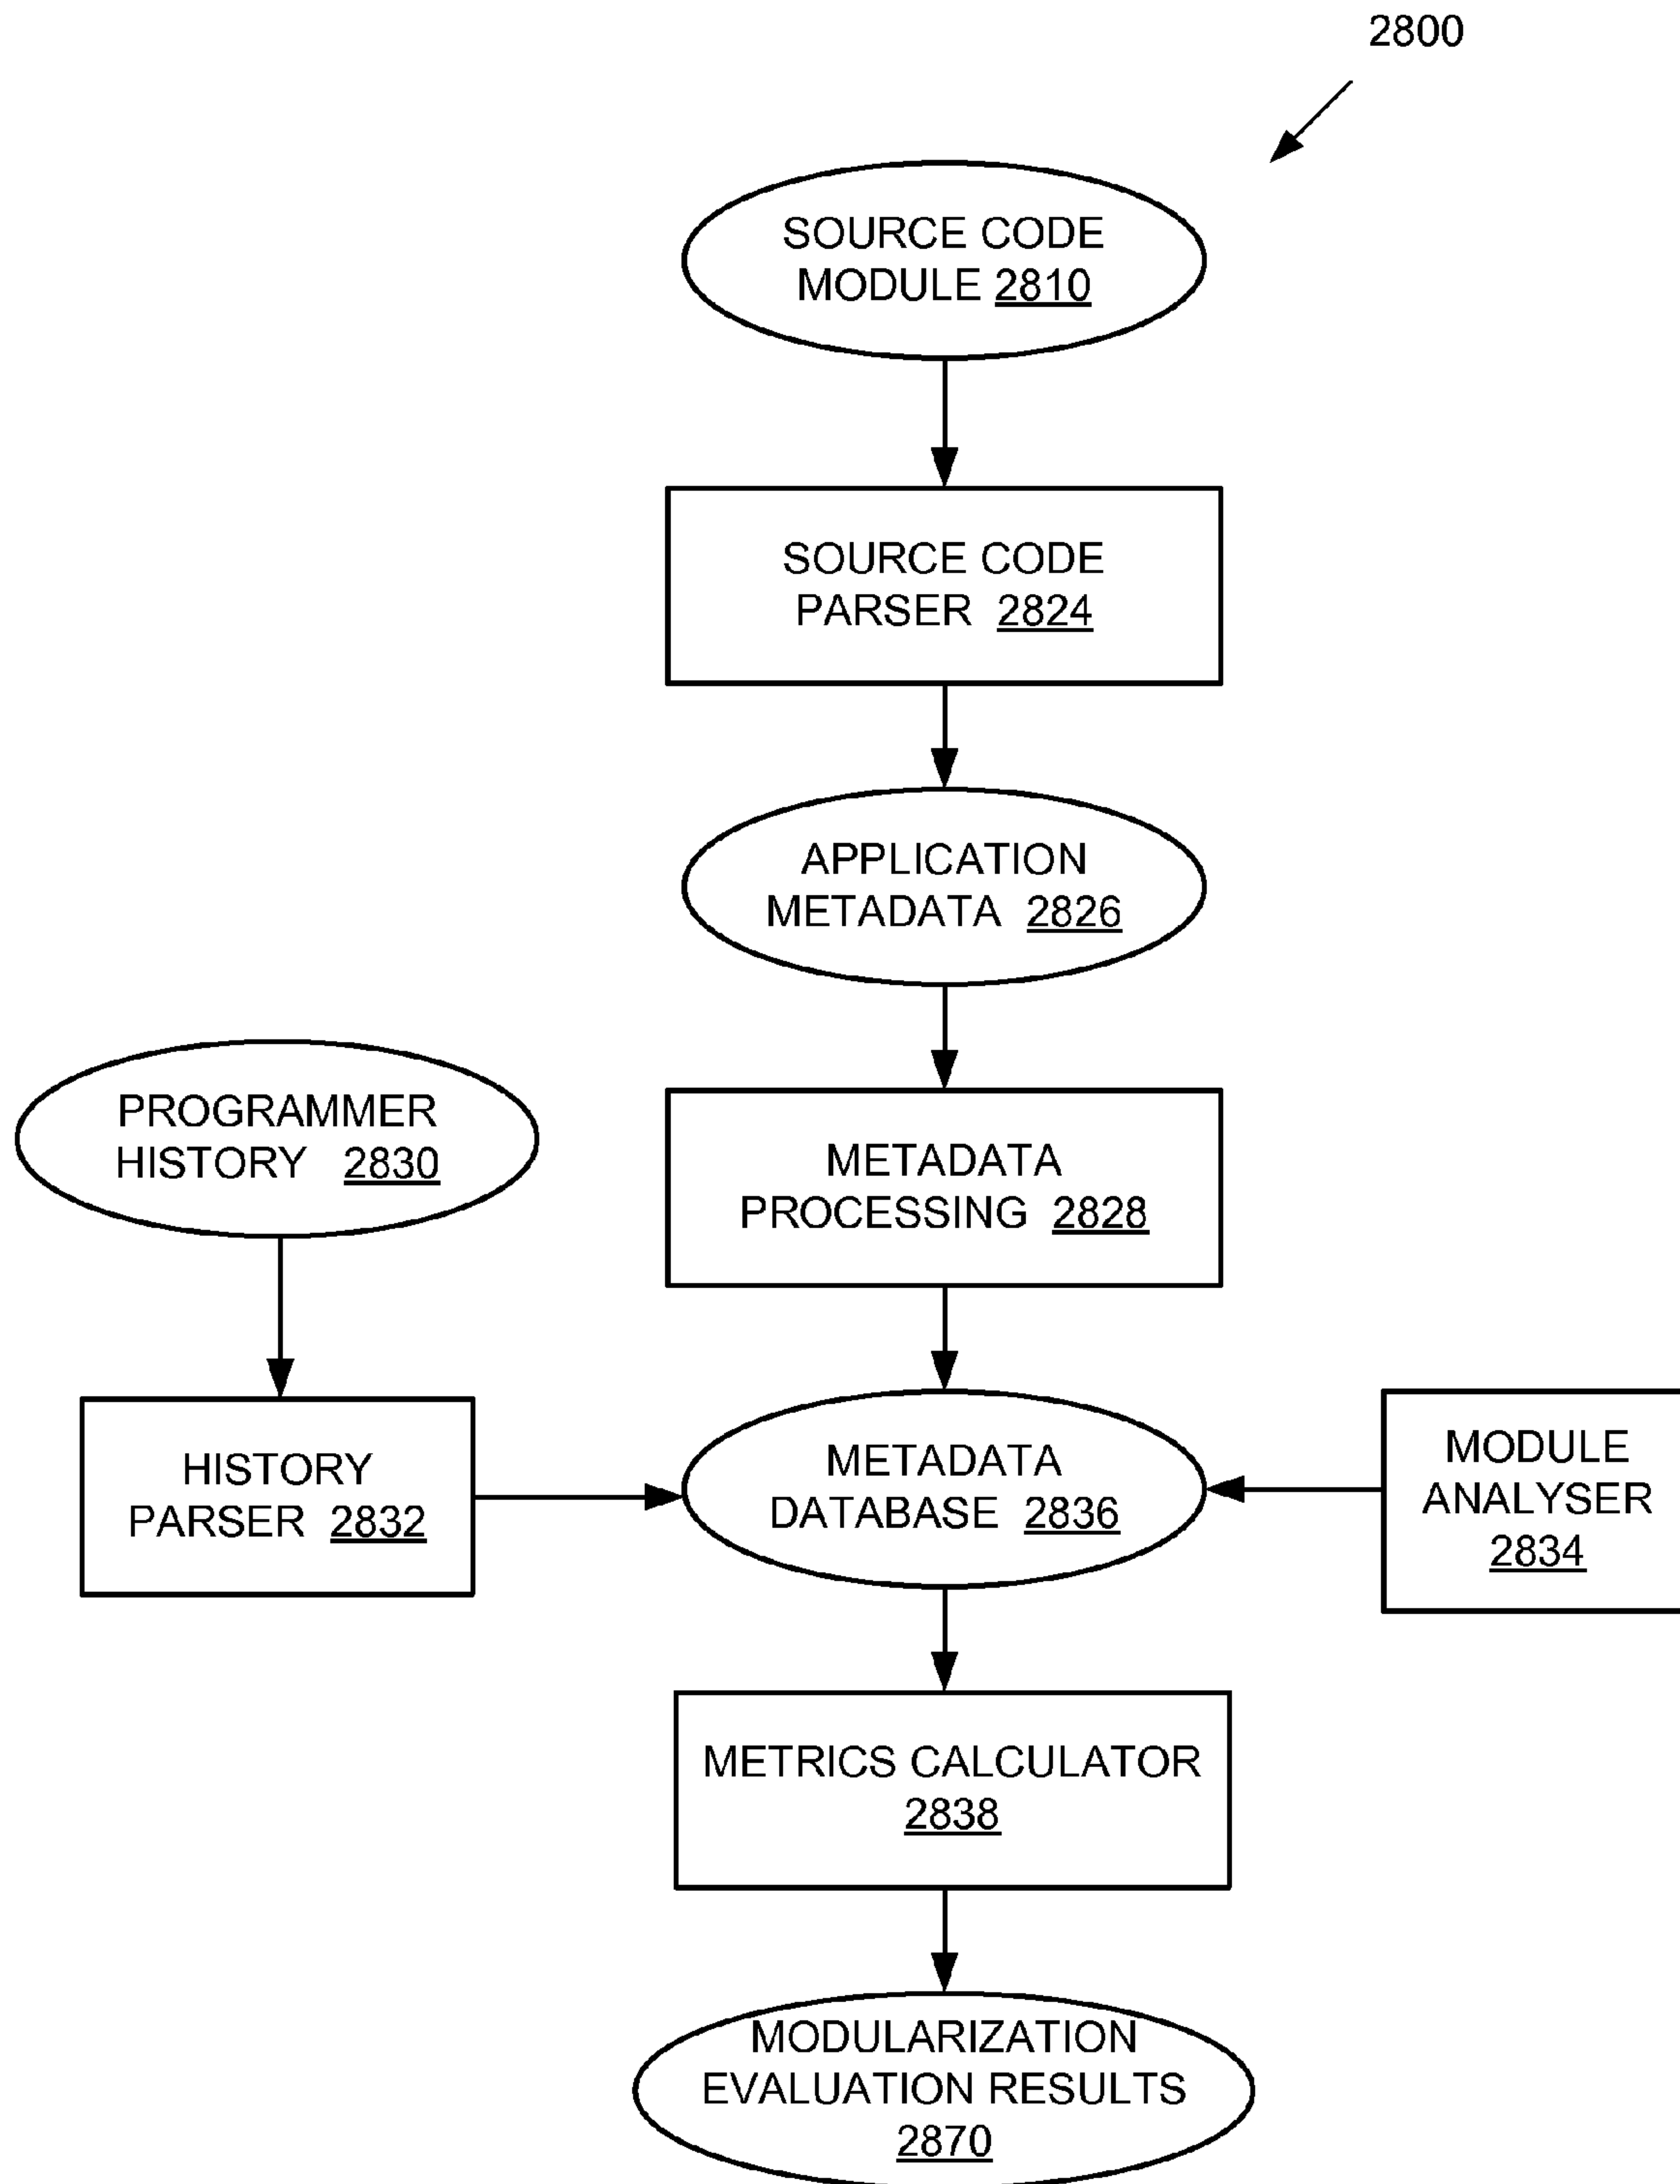 2800
SOURCE CODE
MODULE 2810
SOURCE CODE
PARSER 2824
APPLICATION
METADATA 2826
PROGRAMMER
HISTORY 2830
METADATA
PROCESSING 2828
HISTORY
PARSER 2832
METADATA
DATABASE 2836
MODULE
ANALYSER
2834
METRICS CALCULATOR
2838
MODULARIZATION
EVALUATION RESULTS
2870